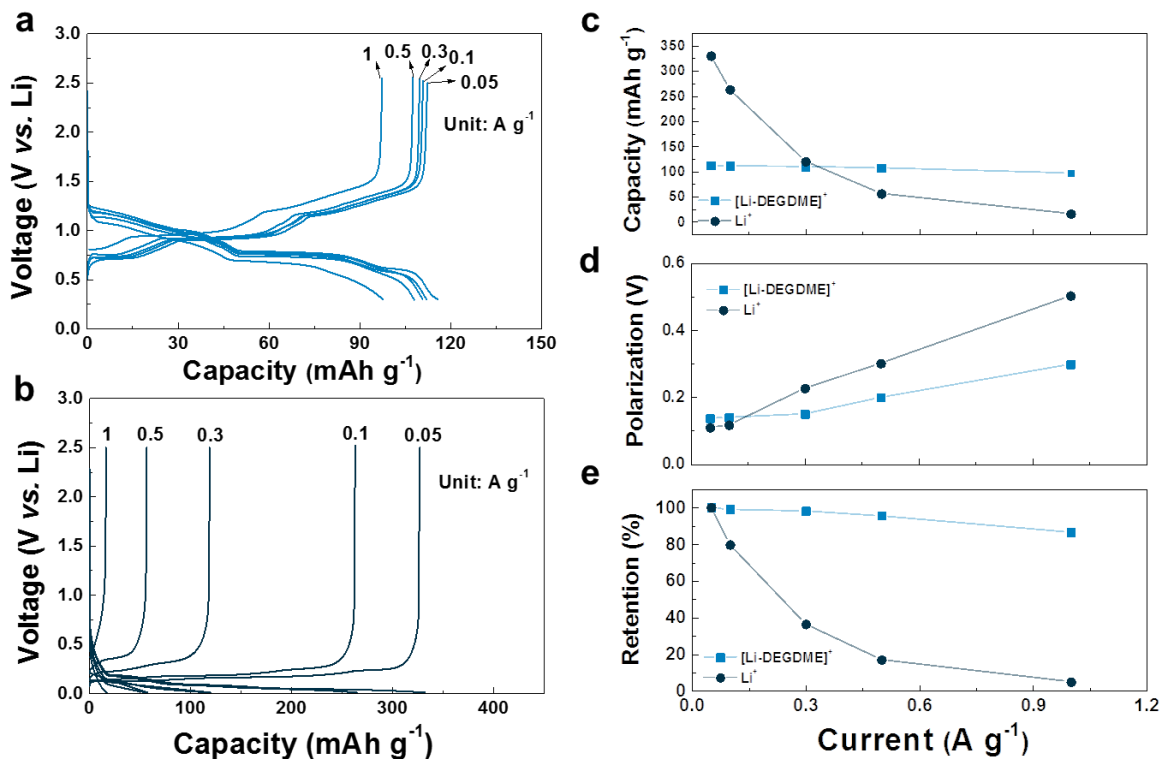 a
3.0
2.5
2.0
1.5
1.0
0.5
0.0
Voltage (V vs. Li)
1
0.5
0.3
0.1
0.05
Unit: A g⁻¹
0
30
60
90
120
150
Capacity (mAh g⁻¹)
b
3.0
2.5
2.0
1.5
1.0
0.5
0.0
Voltage (V vs. Li)
1
0.5
0.3
0.1
0.05
Unit: A g⁻¹
0
100
200
300
400
Capacity (mAh g⁻¹)
c
350
300
250
200
150
100
50
0
Capacity (mAh g⁻¹)
[Li-DEGDME]⁺
Li⁺
d
0.6
0.4
0.2
0.0
Polarization (V)
[Li-DEGDME]⁺
Li⁺
e
100
80
60
40
20
0
Retention (%)
[Li-DEGDME]⁺
Li⁺
0.0
0.3
0.6
0.9
1.2
Current (A g⁻¹)